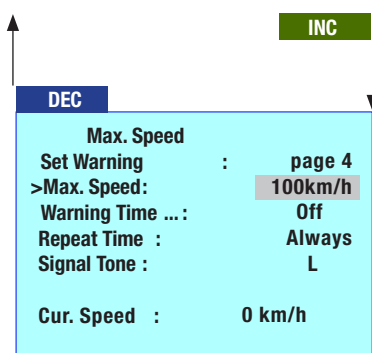 INC
DEC
Max. Speed
Set Warning : page 4
>Max. Speed: 100km/h
Warning Time ... : Off
Repeat Time : Always
Signal Tone : L
Cur. Speed : 0 km/h